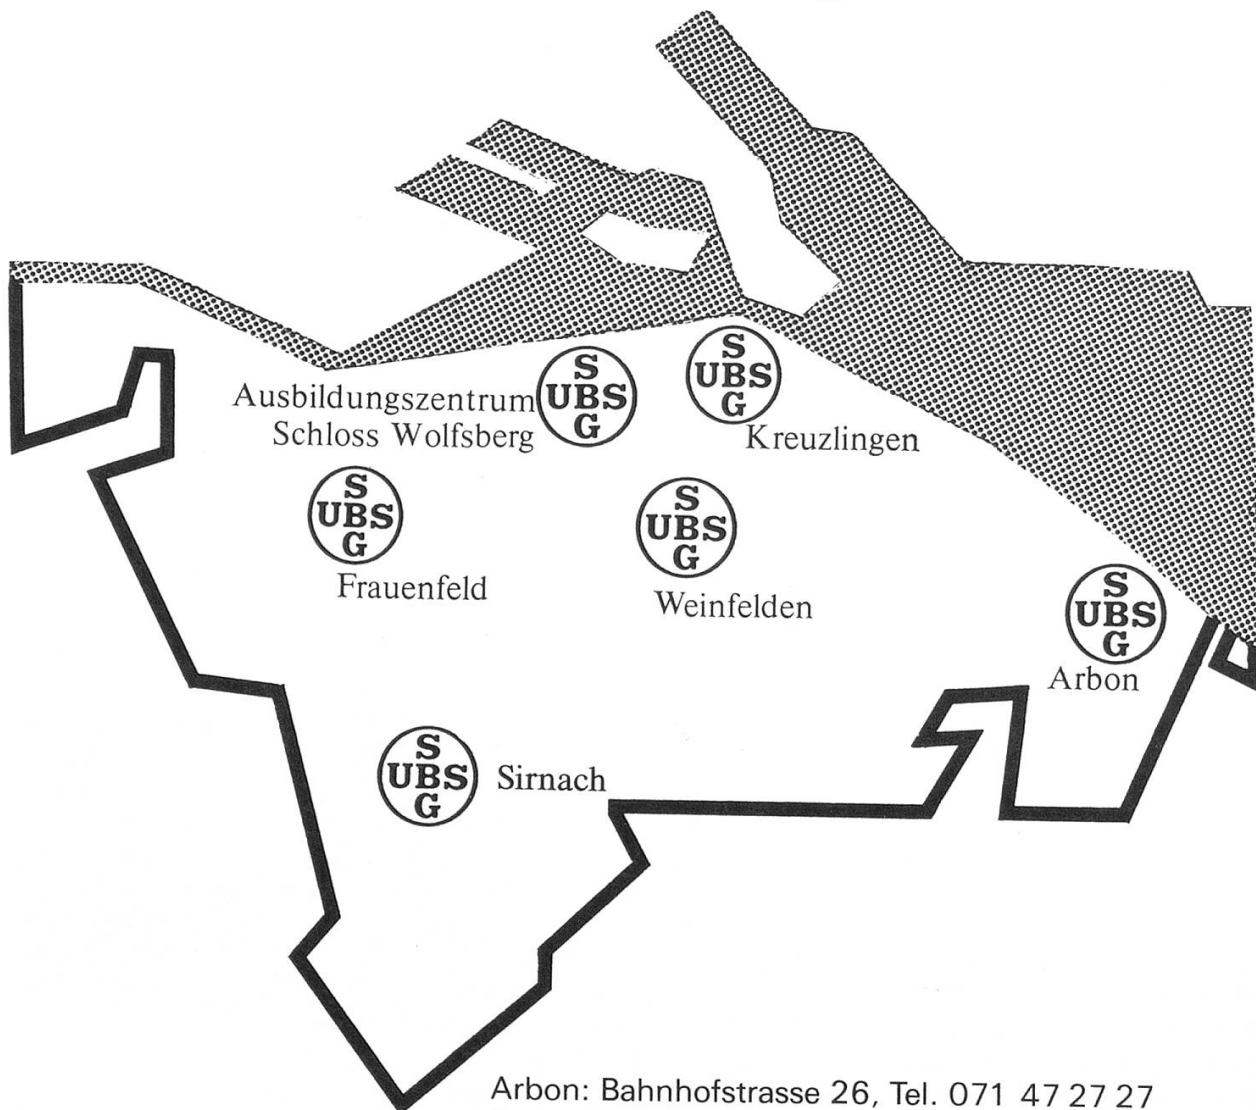 S
UBS
G
Ausbildungszentrum
Schloss Wolfsberg
S
UBS
G
Kreuzlingen
S
UBS
G
Frauenfeld
S
UBS
G
Weinfelden
S
UBS
G
Arbon
S
UBS
G
Sirnach
Arbon: Bahnhofstrasse 26, Tel. 071 47 27 27